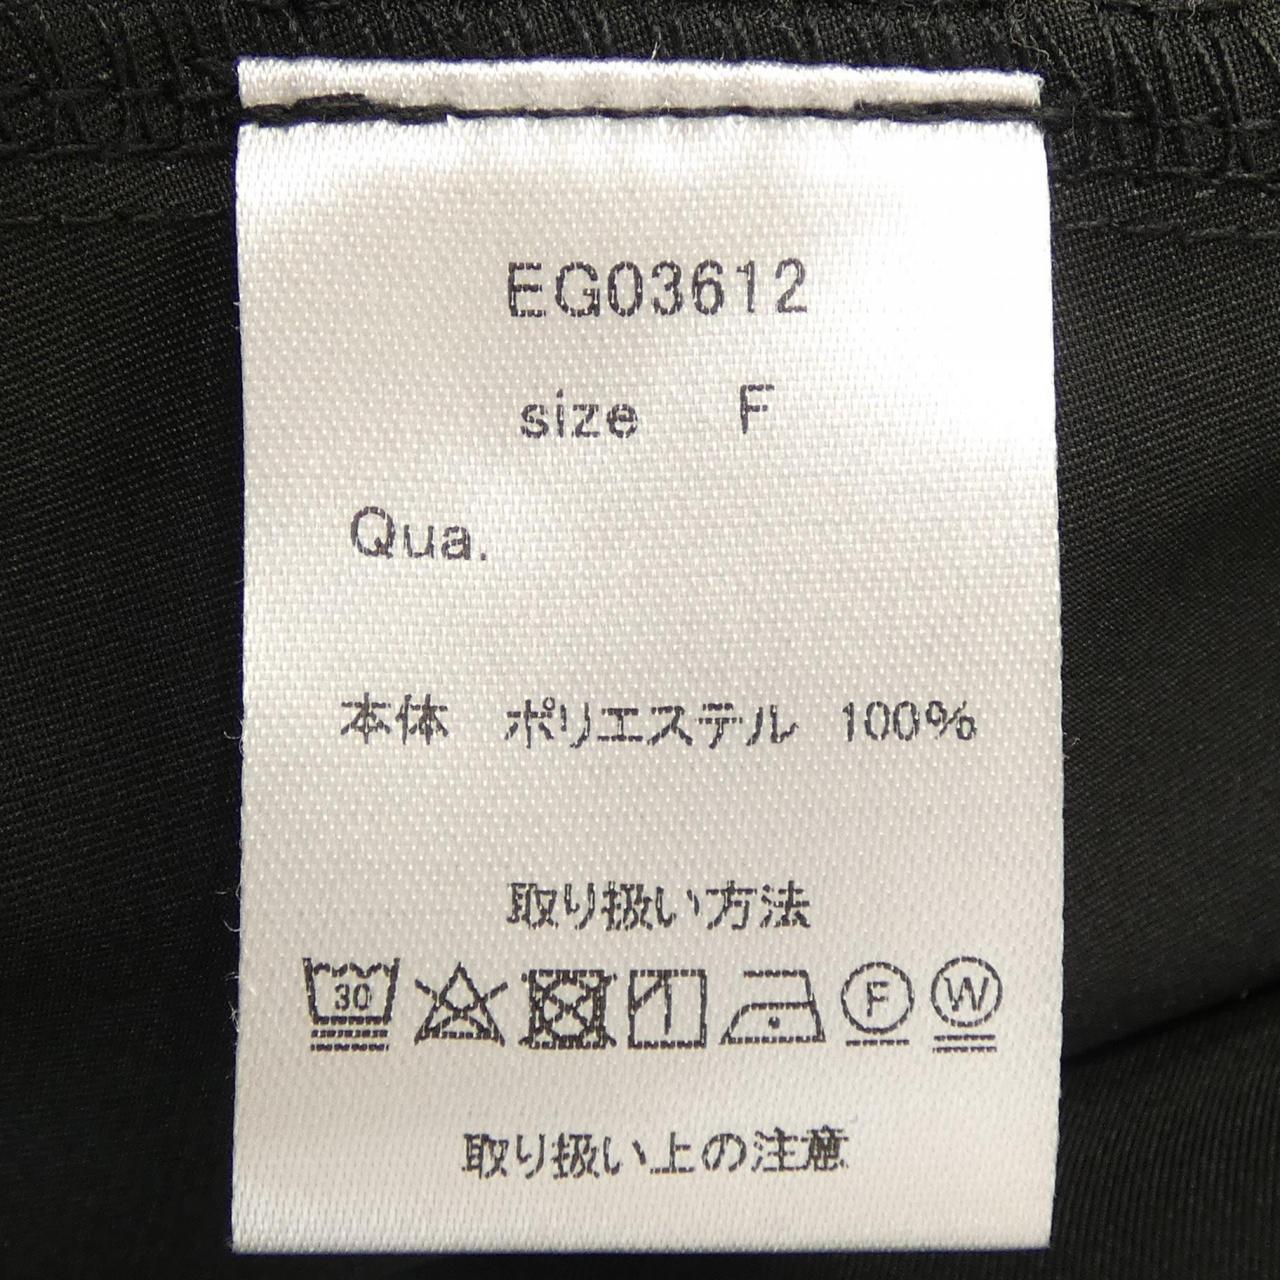 EG03612
size F
Qua.
本体 ポリエステル 100%
取り扱い方法
30 F W
取り扱い上の注意